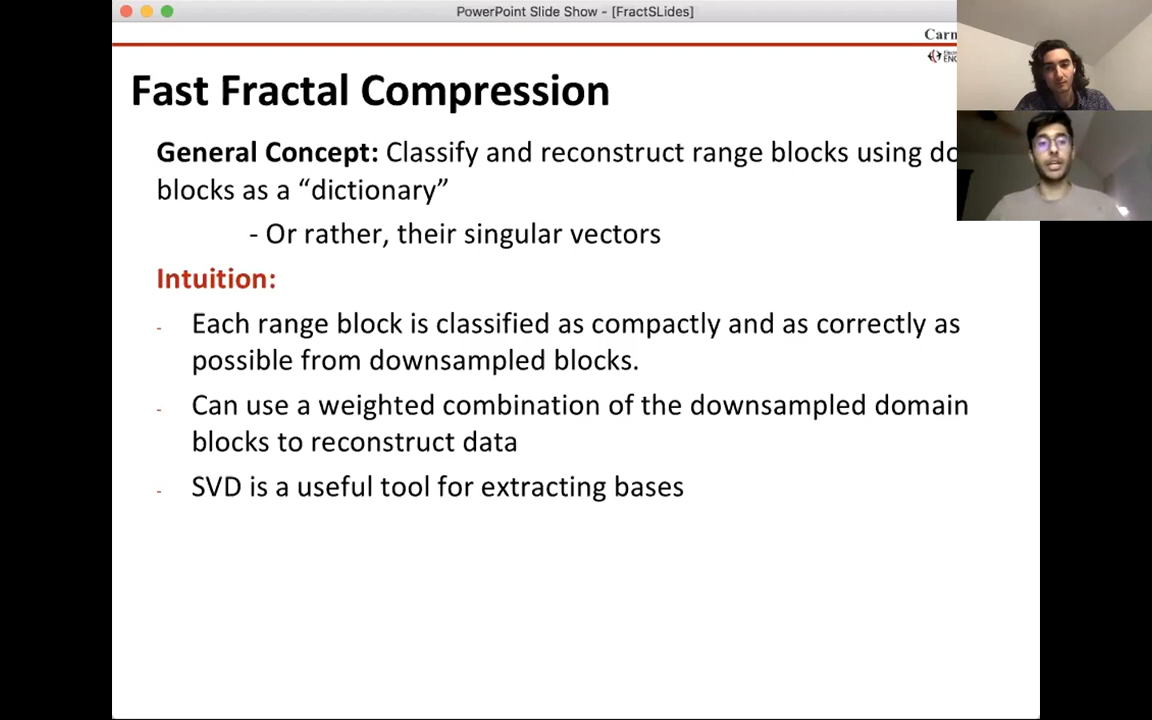 PowerPoint Slide Show - [FractSLides]
Fast Fractal Compression
General Concept: Classify and reconstruct range blocks using
blocks as a “dictionary”
- Or rather, their singular vectors
Intuition:
- Each range block is classified as compactly and as correctly as
possible from downsampled blocks.
- Can use a weighted combination of the downsampled domain
blocks to reconstruct data
- SVD is a useful tool for extracting bases